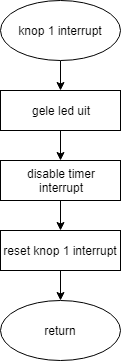 knop 1 interrupt
gele led uit
disable timer
interrupt
reset knop 1 interrupt
return